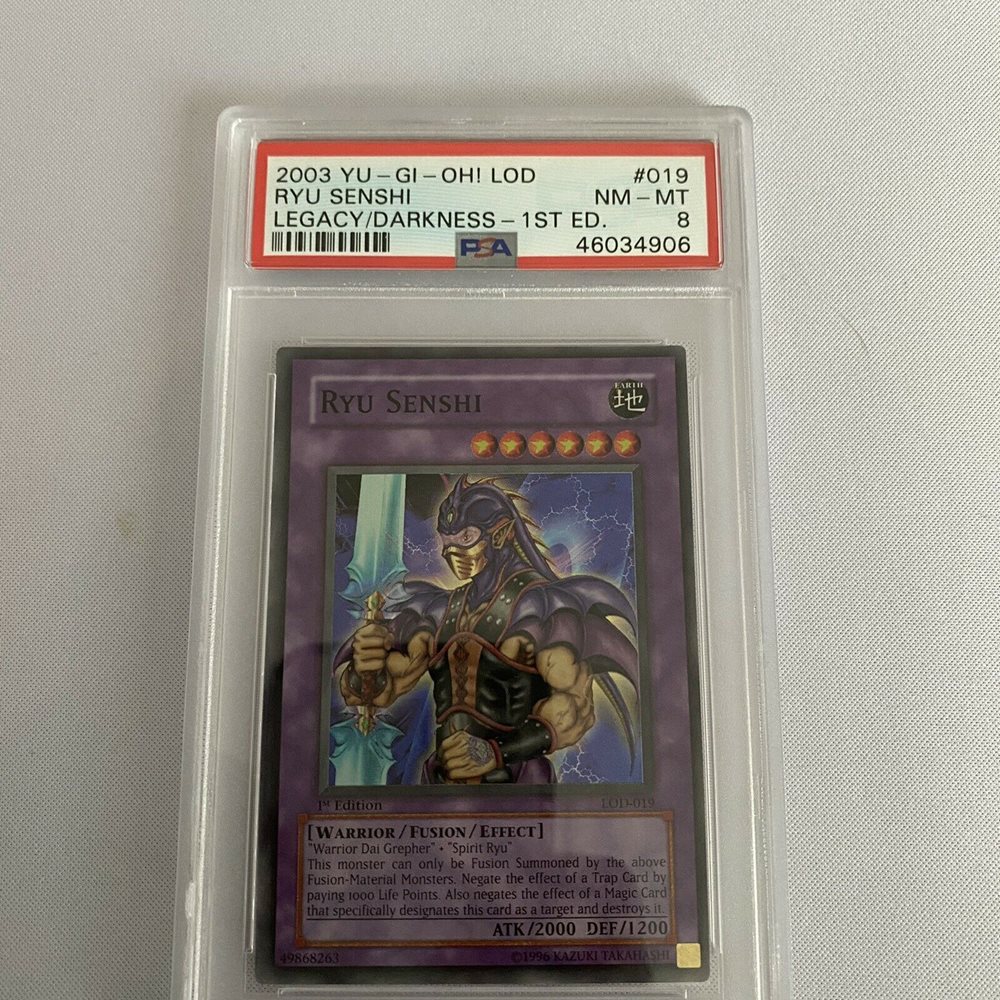 2003 YU-GI-OH! LOD #019
RYU SENSHI NM-MT
LEGACY/DARKNESS-1ST ED. 8
PSA 46034906
RYU SENSHI
EARTH
地
1ST Edition LOD-019
[WARRIOR/FUSION/EFFECT]
"Warrior Dai Grepher" + "Spirit Ryu"
This monster can only be Fusion Summoned by the above
Fusion-Material Monsters. Negate the effect of a Trap Card by
paying 1000 Life Points. Also negates the effect of a Magic Card
that specifically designates this card as a target and destroys it.
ATK/2000 DEF/1200
49868263 ©1996 KAZUKI TAKAHASHI